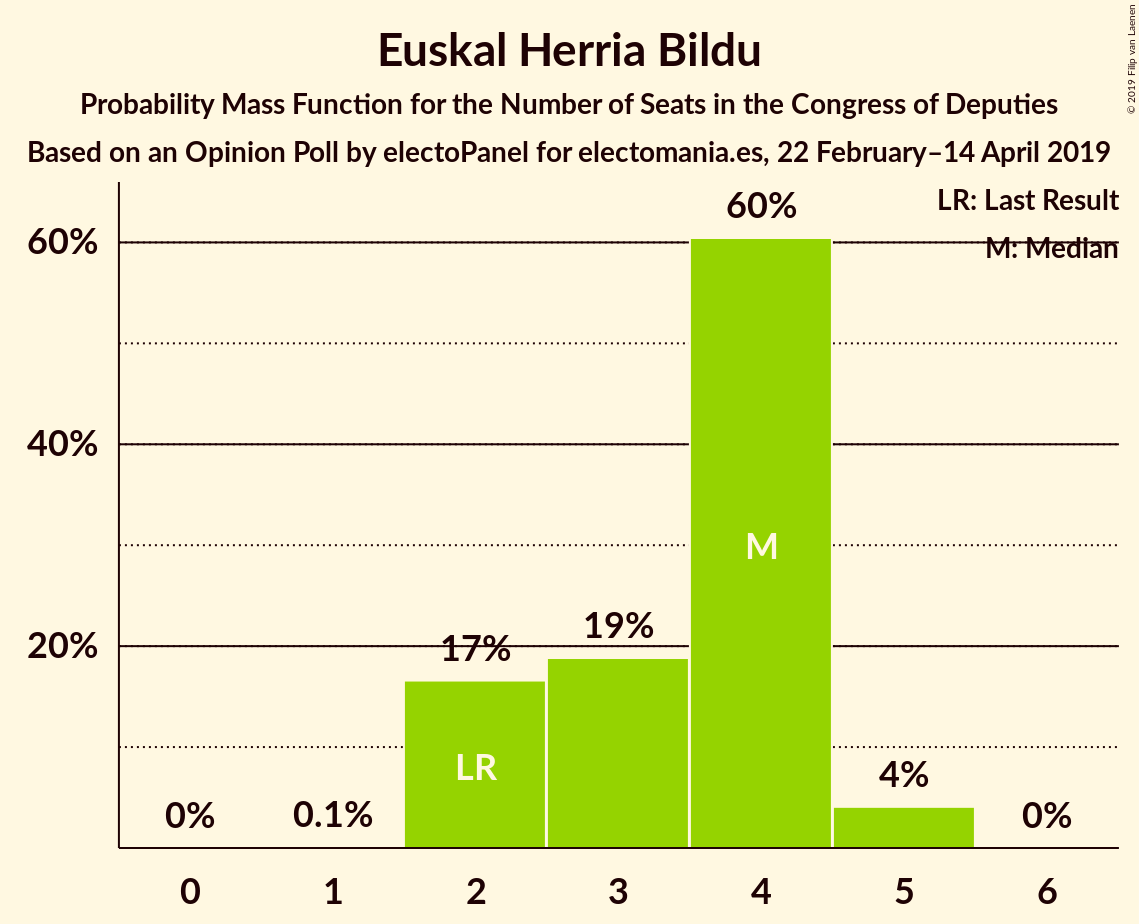 Euskal Herria Bildu
Probability Mass Function for the Number of Seats in the Congress of Deputies
Based on an Opinion Poll by electoPanel for electomania.es, 22 February–14 April 2019
© 2019 Filip van Laenen
LR: Last Result
M: Median
60%
40%
20%
0%
0.1%
17%
19%
60%
4%
0%
LR
M
0 1 2 3 4 5 6